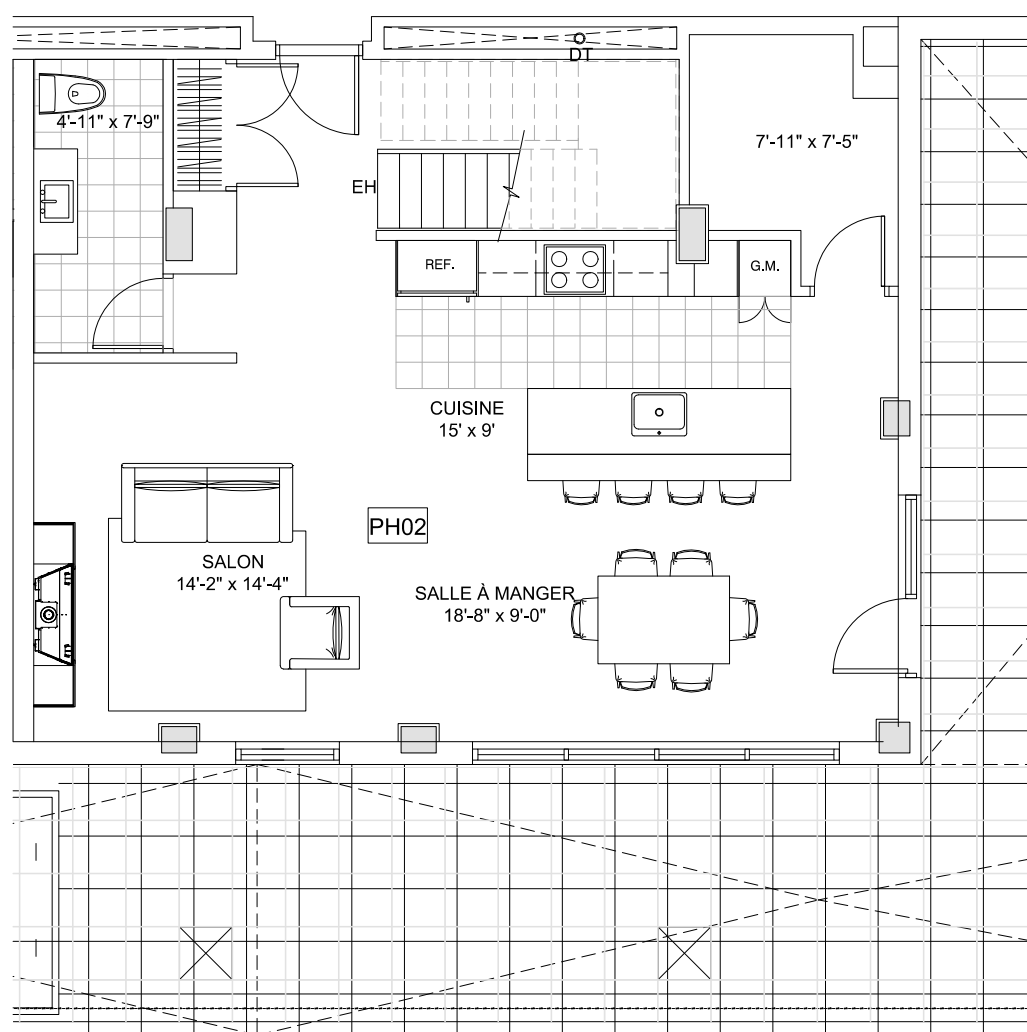 DT
4'-11" x 7'-9"
7'-11" x 7'-5"
EH
REF.
G.M.
CUISINE
15' x 9'
PH02
SALON
14'-2" x 14'-4"
SALLE À MANGER
18'-8" x 9'-0"